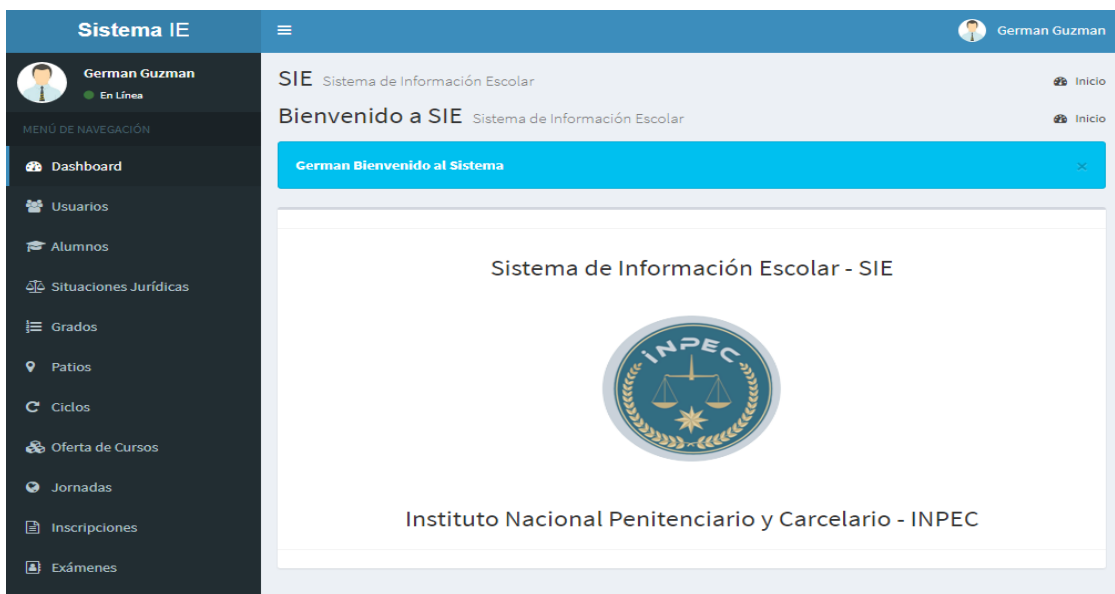 Sistema IE
German Guzman
German Guzman
En Línea
MENÚ DE NAVEGACIÓN
Dashboard
Usuarios
Alumnos
Situaciones Jurídicas
Grados
Patios
Ciclos
Oferta de Cursos
Jornadas
Inscripciones
Exámenes
SIE Sistema de Información Escolar
Inicio
Bienvenido a SIE Sistema de Información Escolar
Inicio
German Bienvenido al Sistema ×
Sistema de Información Escolar - SIE
INPEC
Instituto Nacional Penitenciario y Carcelario - INPEC